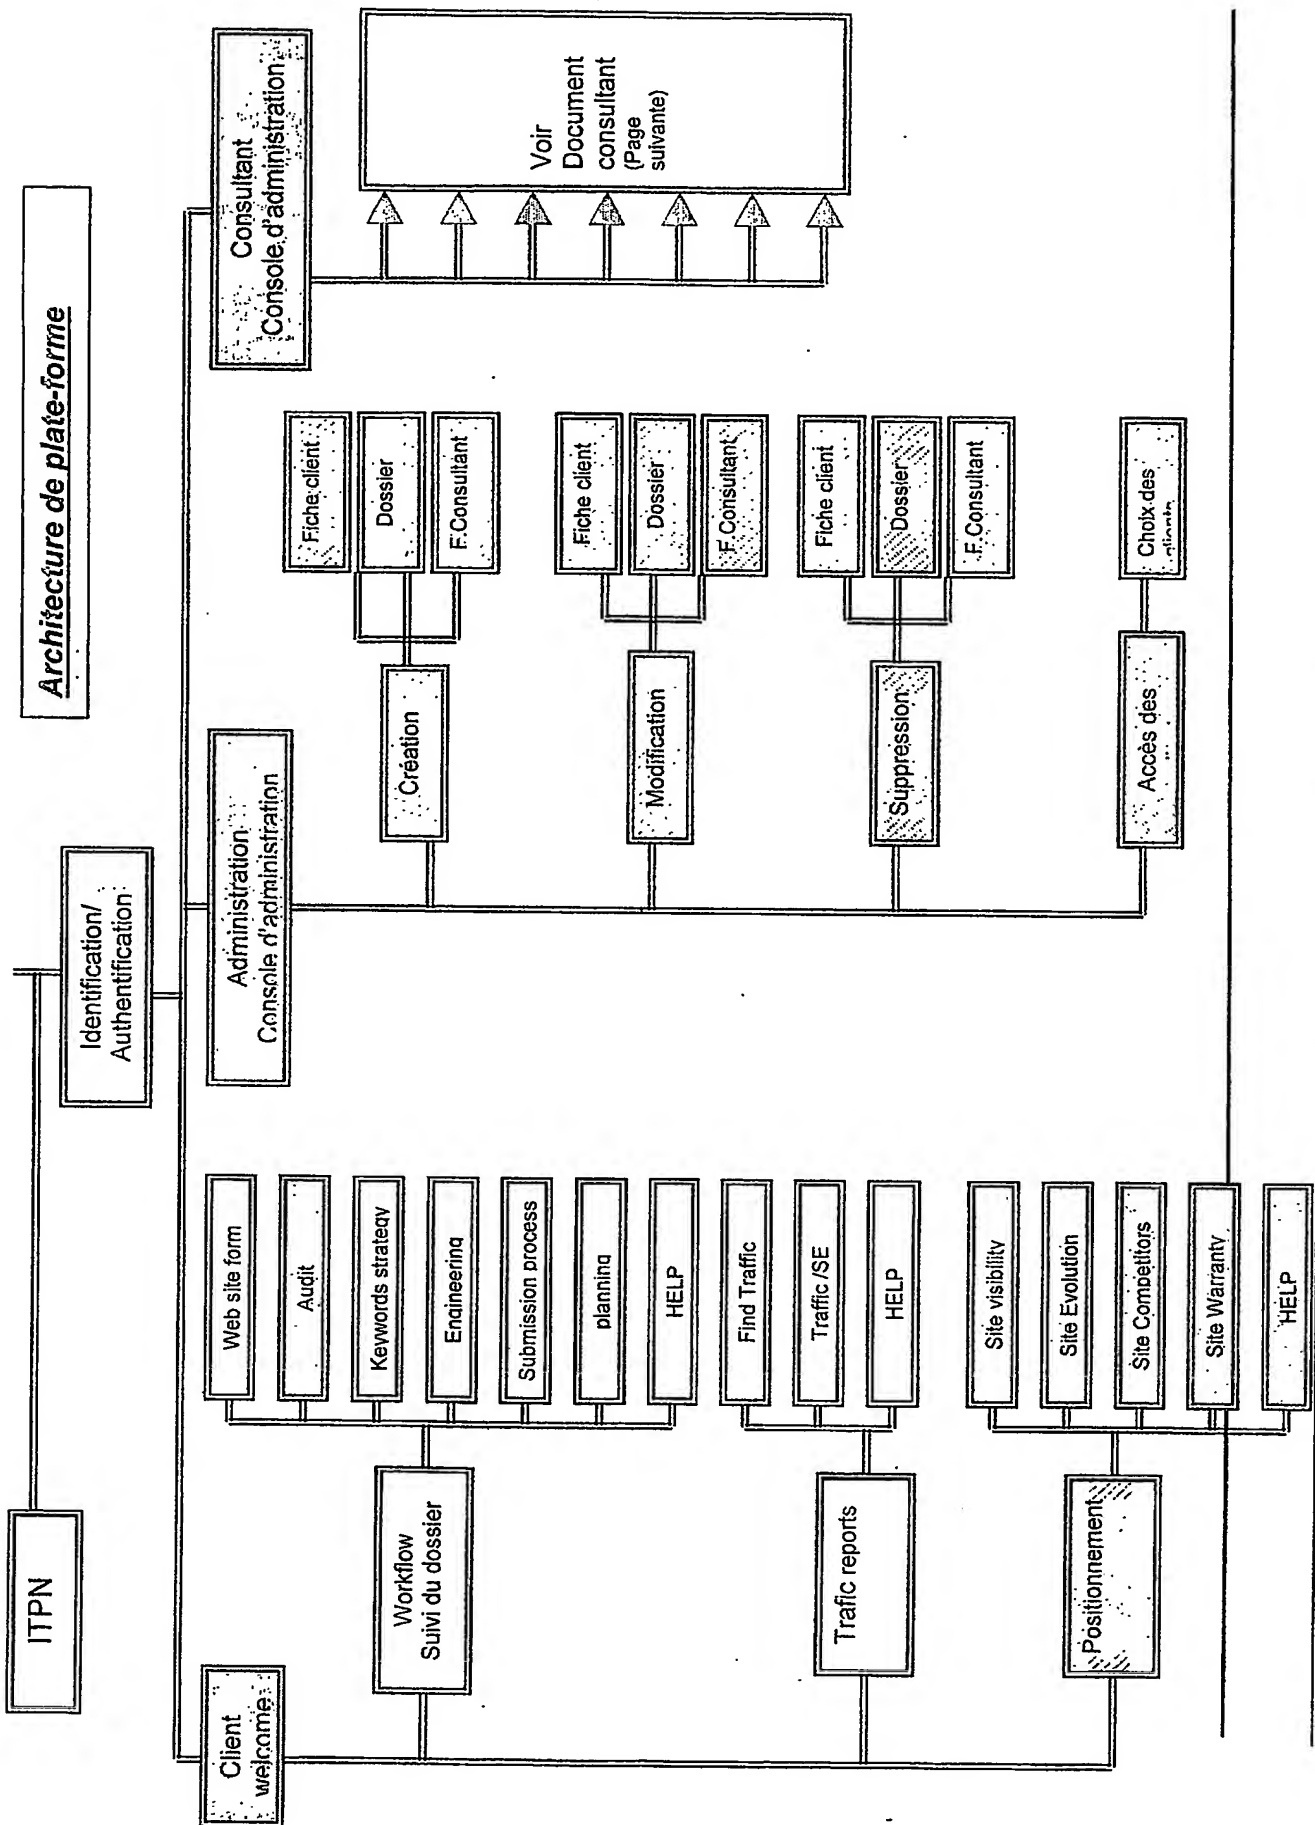 Architecture de plate-forme
ITPN
Identification/
Authentification
Client
welcome
Workflow
Suivi du dossier
Web site form
Audit
Keywords strategy
Engineering
Submission process
planning
HELP
Trafic reports
Find Traffic
Traffic /SE
HELP
Positionnement
Site visibility
Site Evolution
Site Competitors
Site Warranty
HELP
Administration
Console d'administration
Création
Fiche client
Dossier
F.Consultant
Modification
Fiche client
Dossier
F.Consultant
Suppression
Fiche client
Dossier
F.Consultant
Accès des
Choix des
Consultant
Console d'administration
Voir
Document
consultant
(Page
suivante)